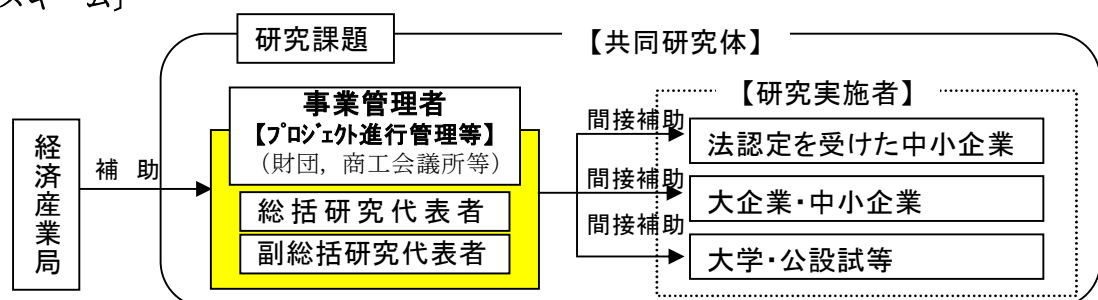 スキーム］
研究課題
【共同研究体】
事業管理者
【ﾌﾟﾛｼﾞｪｸﾄ進行管理等】
（財団，商工会議所等）
総括研究代表者
副総括研究代表者
経済産業局
補　助
【研究実施者】
間接補助
法認定を受けた中小企業
間接補助
大企業・中小企業
間接補助
大学・公設試等